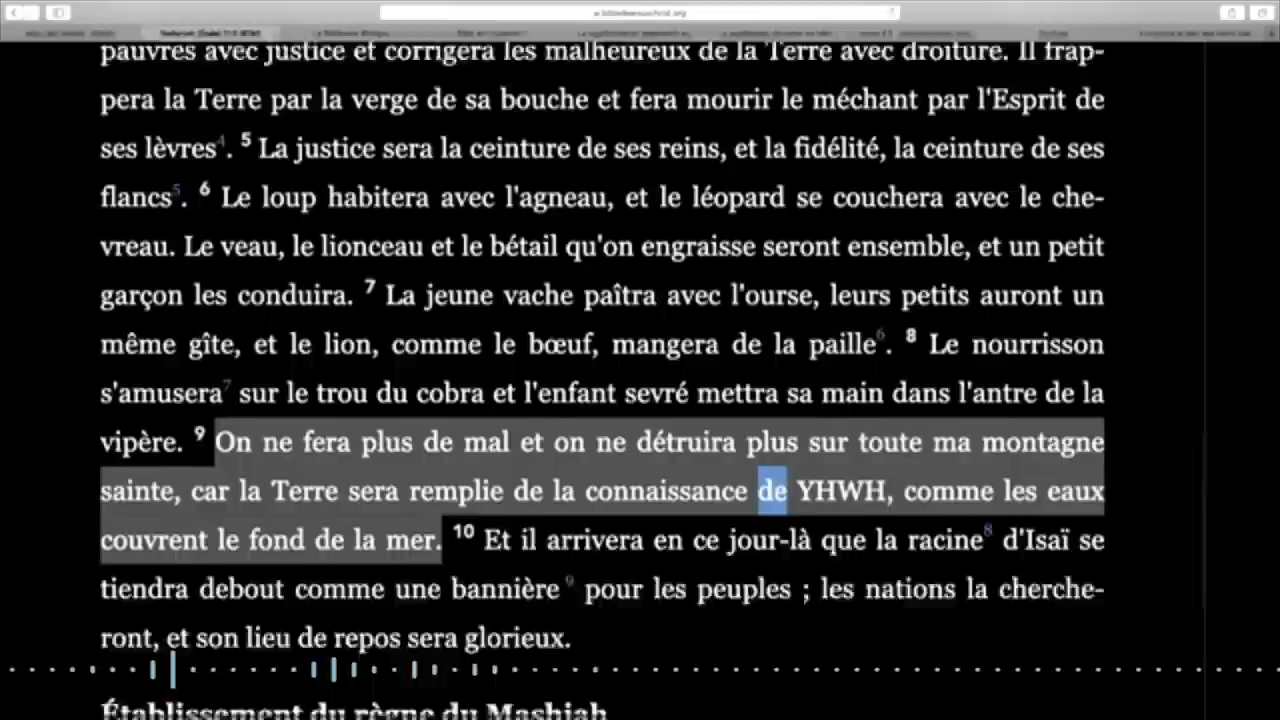 pauvres avec justice et corrigera les malheureux de la Terre avec droiture. Il frap-
pera la Terre par la verge de sa bouche et fera mourir le méchant par l'Esprit de
ses lèvres⁴. ⁵ La justice sera la ceinture de ses reins, et la fidélité, la ceinture de ses
flancs⁵. ⁶ Le loup habitera avec l'agneau, et le léopard se couchera avec le che-
vreau. Le veau, le lionceau et le bétail qu'on engraisse seront ensemble, et un petit
garçon les conduira. ⁷ La jeune vache paîtra avec l'ourse, leurs petits auront un
même gîte, et le lion, comme le bœuf, mangera de la paille⁶. ⁸ Le nourrisson
s'amusera⁷ sur le trou du cobra et l'enfant sevré mettra sa main dans l'antre de la
vipère. ⁹ On ne fera plus de mal et on ne détruira plus sur toute ma montagne
sainte, car la Terre sera remplie de la connaissance de YHWH, comme les eaux
couvrent le fond de la mer. ¹⁰ Et il arrivera en ce jour-là que la racine⁸ d'Isaï se
tiendra debout comme une bannière⁹ pour les peuples ; les nations la cherche-
ront, et son lieu de repos sera glorieux.
Établissement du règne du Mashiah